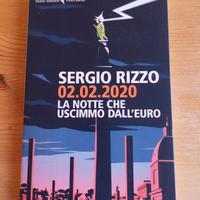 SERGIO RIZZO
02.02.2020
LA NOTTE CHE
USCIMMO DALL'EURO